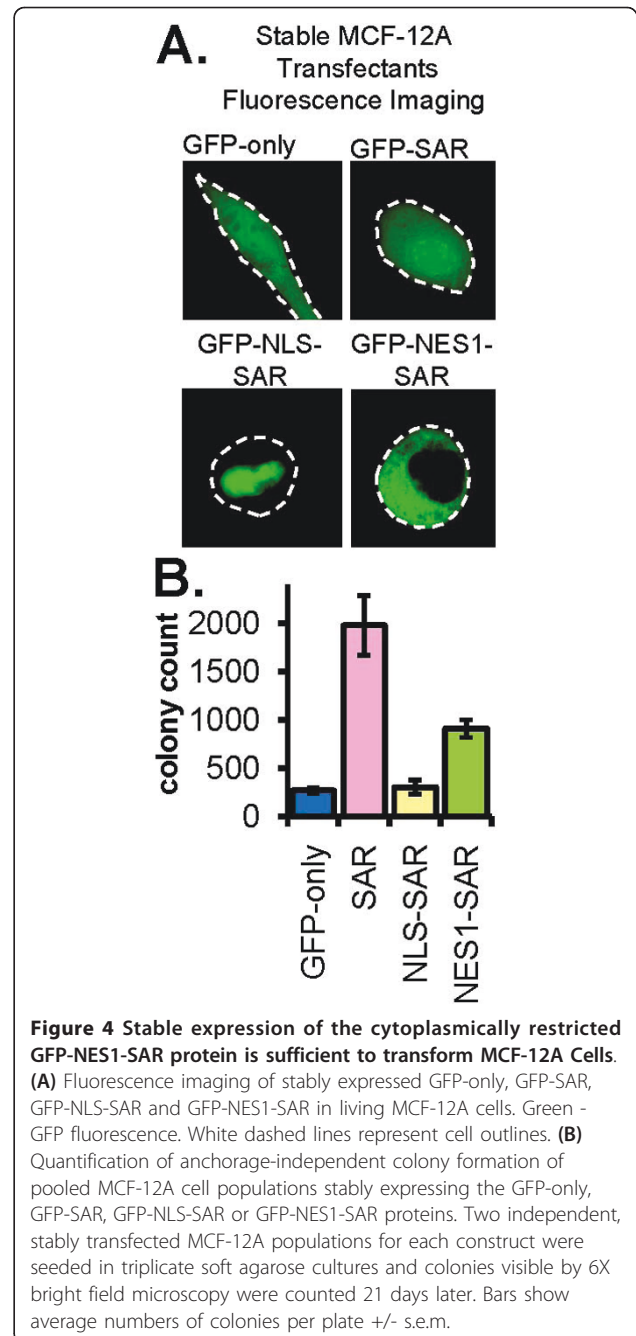 A. Stable MCF-12A
Transfectants
Fluorescence Imaging
GFP-only GFP-SAR
GFP-NLS-
SAR
GFP-NES1-
SAR
B.
colony count
2000
1500
1000
500
0
GFP-only
SAR
NLS-SAR
NES1-SAR
Figure 4 Stable expression of the cytoplasmically restricted
GFP-NES1-SAR protein is sufficient to transform MCF-12A Cells.
(A) Fluorescence imaging of stably expressed GFP-only, GFP-SAR,
GFP-NLS-SAR and GFP-NES1-SAR in living MCF-12A cells. Green -
GFP fluorescence. White dashed lines represent cell outlines. (B)
Quantification of anchorage-independent colony formation of
pooled MCF-12A cell populations stably expressing the GFP-only,
GFP-SAR, GFP-NLS-SAR or GFP-NES1-SAR proteins. Two independent,
stably transfected MCF-12A populations for each construct were
seeded in triplicate soft agarose cultures and colonies visible by 6X
bright field microscopy were counted 21 days later. Bars show
average numbers of colonies per plate +/- s.e.m.